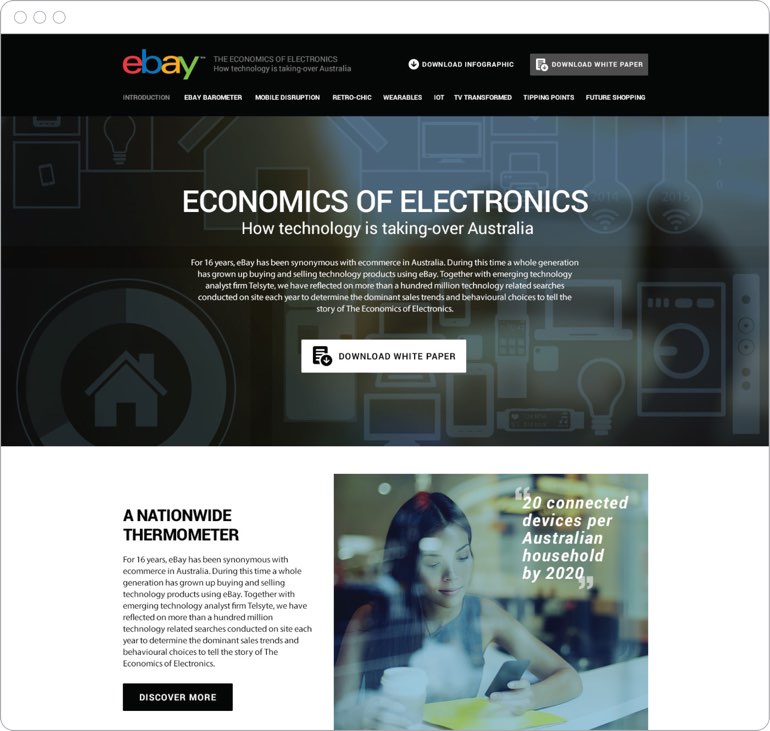 ebay™
THE ECONOMICS OF ELECTRONICS
How technology is taking-over Australia
DOWNLOAD INFOGRAPHIC
DOWNLOAD WHITE PAPER
INTRODUCTION EBAY BAROMETER MOBILE DISRUPTION RETRO-CHIC WEARABLES IOT TV TRANSFORMED TIPPING POINTS FUTURE SHOPPING
2
1
0
2014 2015
ECONOMICS OF ELECTRONICS
How technology is taking-over Australia
For 16 years, eBay has been synonymous with ecommerce in Australia. During this time a whole generation
has grown up buying and selling technology products using eBay. Together with emerging technology
analyst firm Telsyte, we have reflected on more than a hundred million technology related searches
conducted on site each year to determine the dominant sales trends and behavioural choices to tell the
story of The Economics of Electronics.
DOWNLOAD WHITE PAPER
A NATIONWIDE
THERMOMETER
For 16 years, eBay has been synonymous with
ecommerce in Australia. During this time a whole
generation has grown up buying and selling
technology products using eBay. Together with
emerging technology analyst firm Telsyte, we have
reflected on more than a hundred million
technology related searches conducted on site each
year to determine the dominant sales trends and
behavioural choices to tell the story of The
Economics of Electronics.
DISCOVER MORE
“20 connected
devices per
Australian
household
by 2020”